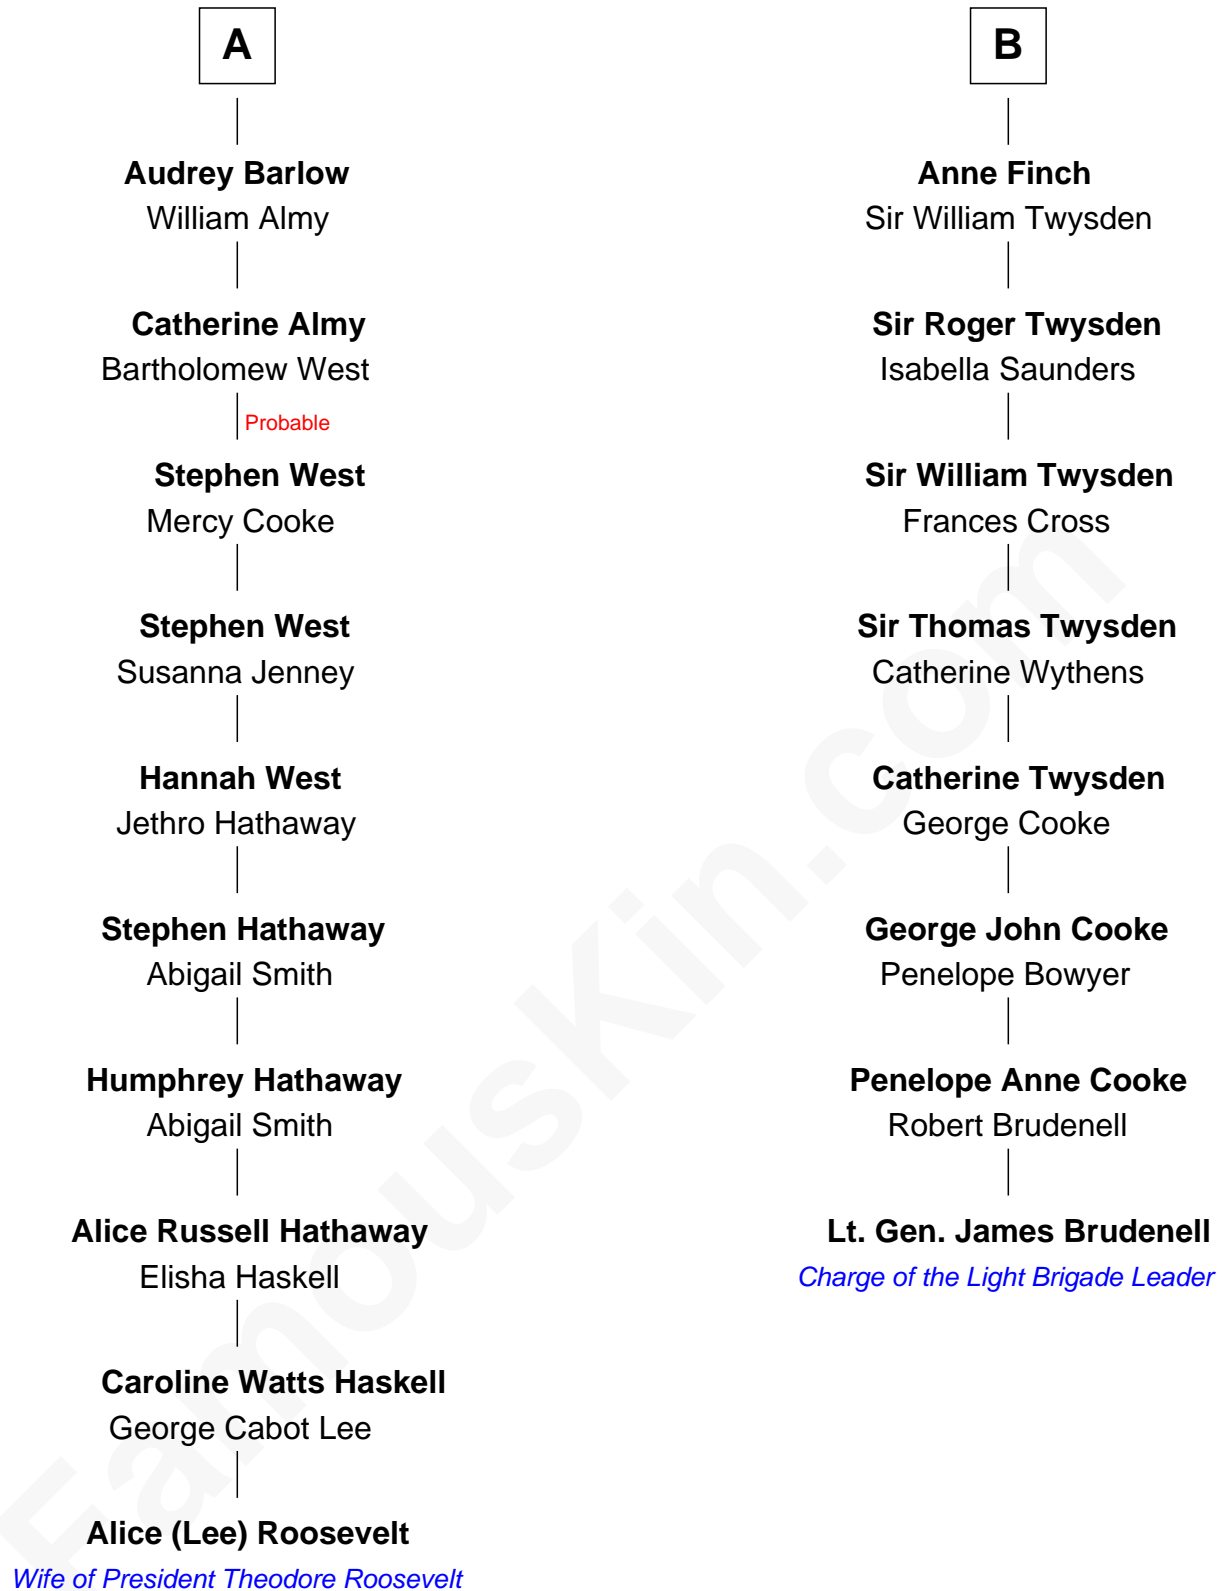 A
Audrey Barlow
William Almy
Catherine Almy
Bartholomew West
Probable
Stephen West
Mercy Cooke
Stephen West
Susanna Jenney
Hannah West
Jethro Hathaway
Stephen Hathaway
Abigail Smith
Humphrey Hathaway
Abigail Smith
Alice Russell Hathaway
Elisha Haskell
Caroline Watts Haskell
George Cabot Lee
Alice (Lee) Roosevelt
Wife of President Theodore Roosevelt
B
Anne Finch
Sir William Twysden
Sir Roger Twysden
Isabella Saunders
Sir William Twysden
Frances Cross
Sir Thomas Twysden
Catherine Wythens
Catherine Twysden
George Cooke
George John Cooke
Penelope Bowyer
Penelope Anne Cooke
Robert Brudenell
Lt. Gen. James Brudenell
Charge of the Light Brigade Leader
FamousKin.com